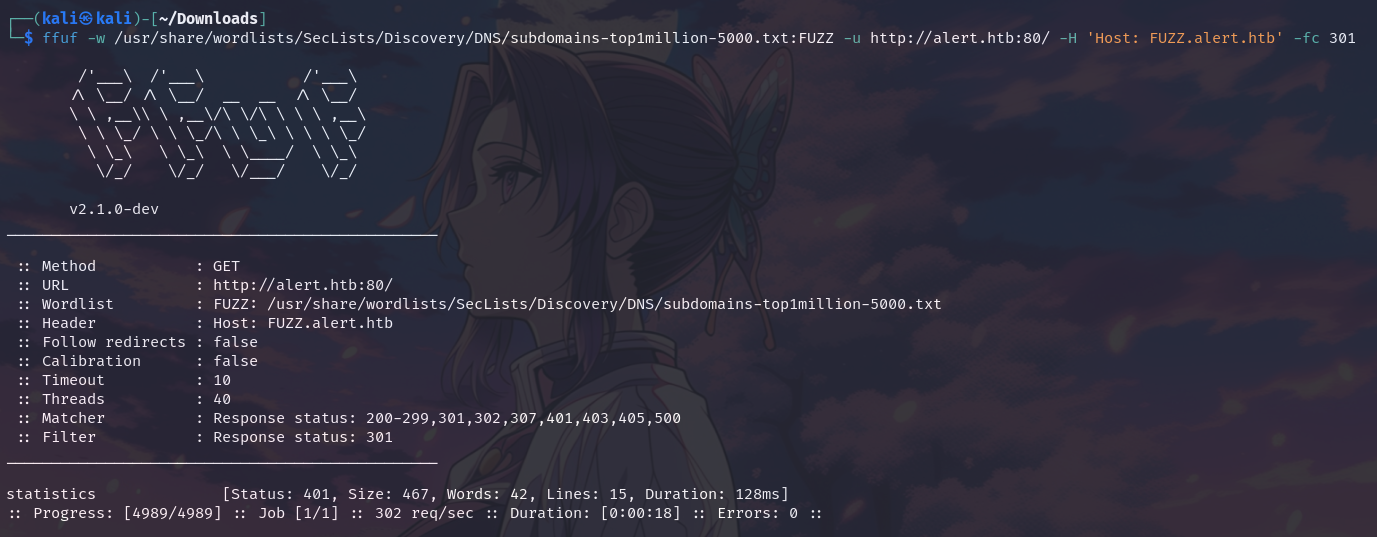 ┌──(kali㉿kali)-[~/Downloads]
└─$ ffuf -w /usr/share/wordlists/SecLists/Discovery/DNS/subdomains-top1million-5000.txt:FUZZ -u http://alert.htb:80/ -H 'Host: FUZZ.alert.htb' -fc 301

        /'___\  /'___\           /'___\
       /\ \__/ /\ \__/  __  __  /\ \__/
       \ \ ,__\\ \ ,__\/\ \/\ \ \ \ ,__\
        \ \ \_/ \ \ \_/\ \ \_\ \ \ \ \_/
         \ \_\   \ \_\  \ \____/  \ \_\
          \/_/    \/_/   \/___/    \/_/

       v2.1.0-dev
________________________________________________

 :: Method           : GET
 :: URL              : http://alert.htb:80/
 :: Wordlist         : FUZZ: /usr/share/wordlists/SecLists/Discovery/DNS/subdomains-top1million-5000.txt
 :: Header           : Host: FUZZ.alert.htb
 :: Follow redirects : false
 :: Calibration      : false
 :: Timeout          : 10
 :: Threads          : 40
 :: Matcher          : Response status: 200-299,301,302,307,401,403,405,500
 :: Filter           : Response status: 301
________________________________________________

statistics              [Status: 401, Size: 467, Words: 42, Lines: 15, Duration: 128ms]
:: Progress: [4989/4989] :: Job [1/1] :: 302 req/sec :: Duration: [0:00:18] :: Errors: 0 ::